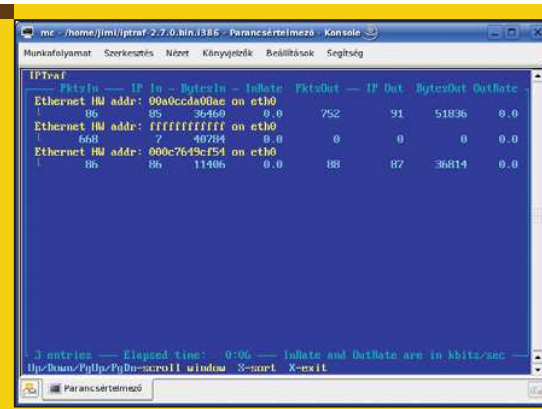 mc - /home/jimi/iptraf-2.7.0.bin.i386 - Parancsértelmező - Konsole
Munkafolyamat Szerkesztés Nézet Könyvjelzők Beállítások Segítség
IPTraf
PktsIn IP In BytesIn InRate PktsOut IP Out BytesOut OutRate
Ethernet HW addr: 00a0ccda08ae on eth0
86 85 36460 0.0 752 91 51836 0.0
Ethernet HW addr: ffffffffffff on eth0
668 7 40784 0.0 0 0 0 0.0
Ethernet HW addr: 000c7649cf54 on eth0
86 86 11406 0.0 88 87 36814 0.0
3 entries Elapsed time: 0:06 InRate and OutRate are in kbits/sec
Up/Down/PgUp/PgDn-scroll window S-sort X-exit
Parancsértelmező